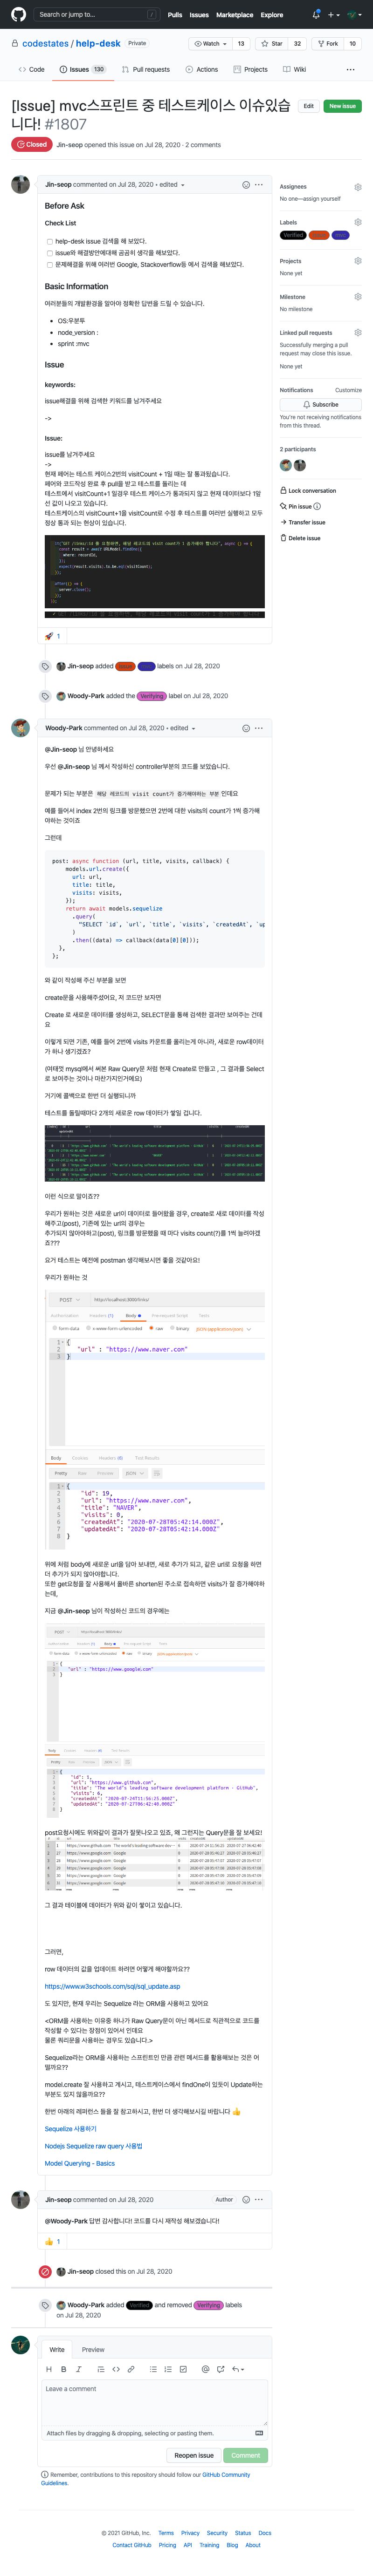 Search or jump to...
/
Pulls Issues Marketplace Explore
codestates / help-desk Private
Watch 13 Star 32 Fork 10
Code Issues 130 Pull requests Actions Projects Wiki
[Issue] mvc스프린트 중 테스트케이스 이슈있습
니다! #1807
Edit New issue
Closed Jin-seop opened this issue on Jul 28, 2020 · 2 comments
Jin-seop commented on Jul 28, 2020 • edited
Before Ask
Check List
help-desk issue 검색을 해 보았다.
issue와 해결방안에대해 곰곰히 생각을 해보았다.
문제해결을 위해 여러번 Google, Stackoverflow등 에서 검색을 해보았다.
Basic Information
여러분들의 개발환경을 알아야 정확한 답변을 드릴 수 있습니다.
OS:우분투
node_version :
sprint :mvc
Issue
keywords:
issue해결을 위해 검색한 키워드를 남겨주세요
->
Issue:
issue를 남겨주세요
->
현재 페어는 테스트 케이스2번의 visitCount + 1일 때는 잘 통과됬습니다.
페어와 코드작성 완료 후 pull을 받고 테스트를 돌리는 데
테스트에서 visitCount+1 일경우 테스트 케이스가 통과되지 않고 현재 데이터보다 1앞
선 값이 나오고 있습니다.
테스트케이스의 visitCount+1을 visitCount로 수정 후 테스트를 여러번 실행하고 모두
정상 통과 되는 현상이 있습니다.
const result = await URLModel.findOne({
where: recordId,
});
expect(result.visits).to.be.eql(visitCount);
});
after(() => {
server.close();
});
});
1
Jin-seop added labels on Jul 28, 2020
Woody-Park added the Verifying label on Jul 28, 2020
Woody-Park commented on Jul 28, 2020 • edited
@Jin-seop 님 안녕하세요
우선 @Jin-seop 님 께서 작성하신 controller부분의 코드를 보았습니다.
문제가 되는 부분은 해당 레코드의 visit count가 증가해야하는 부분 인데요
예를 들어서 index 2번의 링크를 방문했으면 2번에 대한 visits의 count가 1씩 증가해
야하는 것이죠
그런데
post: async function (url, title, visits, callback) {
models.url.create({
url: url,
title: title,
visits: visits,
});
return await models.sequelize
.query(
"SELECT `id`, `url`, `title`, `visits`, `createdAt`, `up
)
.then((data) => callback(data[0][0]));
},
};
와 같이 작성해 주신 부분을 보면
create문을 사용해주셨어요, 저 코드만 보자면
Create 로 새로운 데이터를 생성하고, SELECT문을 통해 검색한 결과만 보여주는 건데
요
이렇게 되면 기존, 예를 들어 2번에 visits 카운트를 올리는게 아니라, 새로운 row데이터
가 하나 생기겠죠?
(여태껏 mysql에서 써본 Raw Query문 처럼 현재 Create로 만들고 , 그 결과를 Select
로 보여주는 것이나 마찬가지인거에요)
거기에 콜백으로 한번 더 실행되니까
테스트를 돌릴때마다 2개의 새로운 row 데이터가 쌓일 겁니다.
이런 식으로 말이죠??
우리가 원하는 것은 새로운 url이 데이터로 들어왔을 경우, create로 새로 데이터를 작성
해주고(post), 기존에 있는 url의 경우는
추가되지 않아야하고(post), 링크를 방문했을 때 마다 visits count(?)를 1씩 늘려야겠
죠???
요거 테스트는 예전에 postman 생각해보시면 좋을 것같아요!
우리가 원하는 것
POST http://localhost:3000/links/
Authorization Headers (1) Body Pre-request Script Tests
form-data x-www-form-urlencoded raw binary JSON (application/json)
1 {
2 "url" : "https://www.naver.com"
3 }
Body Cookies Headers (6) Test Results
Pretty Raw Preview JSON
1 {
2 "id": 19,
3 "url": "https://www.naver.com",
4 "title": "NAVER",
5 "visits": 0,
6 "createdAt": "2020-07-28T05:42:14.000Z",
7 "updatedAt": "2020-07-28T05:42:14.000Z"
8 }
위에 처럼 body에 새로운 url을 담아 보내면, 새로 추가가 되고, 같은 url로 요청을 하면
더 추가가 되지 않아야합니다.
또한 get요청을 잘 사용해서 올바른 shorten된 주소로 접속하면 visits가 잘 증가해야하
는데,
지금 @Jin-seop 님이 작성하신 코드의 경우에는
POST
Body
"url" : "https://www.google.com"
Pretty Raw Preview JSON
"id": 1,
"url": "https://www.github.com",
"title": "The world's leading software development platform · GitHub",
"visits": 6,
post요청시에도 위와같이 결과가 잘못나오고 있죠, 왜 그런지는 Query문을 잘 보세요!
그 결과 테이블에 데이터가 위와 같이 쌓이고 있습니다.
그러면,
row 데이터의 값을 업데이트 하려면 어떻게 해야할까요??
https://www.w3schools.com/sql/sql_update.asp
도 있지만, 현재 우리는 Sequelize 라는 ORM을 사용하고 있어요
<ORM을 사용하는 이유중 하나가 Raw Query문이 아닌 메서드로 직관적으로 코드를
작성할 수 있다는 장점이 있어서 인데요
물론 쿼리문을 사용하는 경우도 있습니다.>
Sequelize라는 ORM을 사용하는 스프린트인 만큼 관련 메서드를 활용해보는 것은 어
떨까요??
model.create 잘 사용하고 계시고, 테스트케이스에서 findOne이 있듯이 Update하는
부분도 있지 않을까요??
한번 아래의 레퍼런스 들을 잘 참고하시고, 한번 더 생각해보시길 바랍니다 👍
Sequelize 사용하기
Nodejs Sequelize raw query 사용법
Model Querying - Basics
Jin-seop commented on Jul 28, 2020 Author
@Woody-Park 답변 감사합니다! 코드를 다시 재작성 해보겠습니다!
1
Jin-seop closed this on Jul 28, 2020
Woody-Park added Verified and removed Verifying labels
on Jul 28, 2020
Write Preview
Leave a comment
Attach files by dragging & dropping, selecting or pasting them.
Reopen issue Comment
Remember, contributions to this repository should follow our GitHub Community
Guidelines.
Assignees
No one—assign yourself
Labels
Verified
Projects
None yet
Milestone
No milestone
Linked pull requests
Successfully merging a pull
request may close this issue.
None yet
Notifications Customize
Subscribe
You're not receiving notifications
from this thread.
2 participants
Lock conversation
Pin issue
Transfer issue
Delete issue
© 2021 GitHub, Inc. Terms Privacy Security Status Docs
Contact GitHub Pricing API Training Blog About